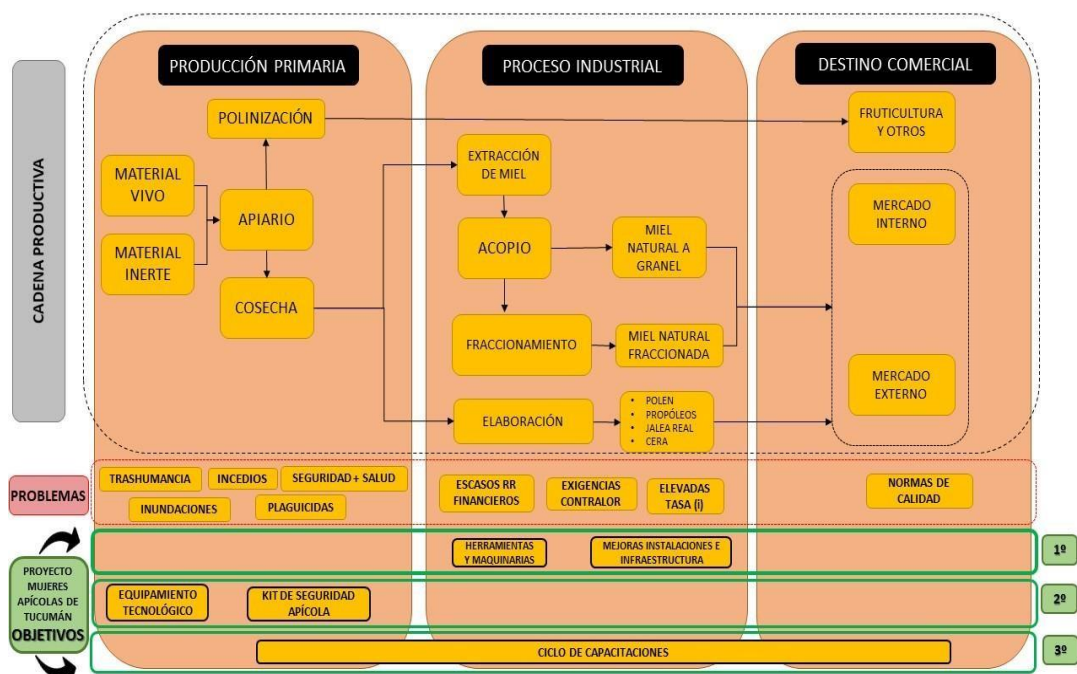 PRODUCCIÓN PRIMARIA
PROCESO INDUSTRIAL
DESTINO COMERCIAL
CADENA PRODUCTIVA
POLINIZACIÓN
MATERIAL
VIVO
APIARIO
MATERIAL
INERTE
COSECHA
EXTRACCIÓN
DE MIEL
ACOPIO
MIEL
NATURAL A
GRANEL
FRACCIONAMIENTO
MIEL NATURAL
FRACCIONADA
ELABORACIÓN
• POLEN
• PROPÓLEOS
• JALEA REAL
• CERA
FRUTICULTURA
Y OTROS
MERCADO
INTERNO
MERCADO
EXTERNO
PROBLEMAS
TRASHUMANCIA
INCEDIOS
SEGURIDAD + SALUD
INUNDACIONES
PLAGUICIDAS
ESCASOS RR
FINANCIEROS
EXIGENCIAS
CONTRALOR
ELEVADAS
TASA (i)
NORMAS DE
CALIDAD
PROYECTO
MUJERES
APÍCOLAS DE
TUCUMÁN
OBJETIVOS
HERRAMIENTAS
Y MAQUINARIAS
MEJORAS INSTALACIONES E
INFRAESTRUCTURA
1º
EQUIPAMIENTO
TECNOLÓGICO
KIT DE SEGURIDAD
APÍCOLA
2º
CICLO DE CAPACITACIONES
3º